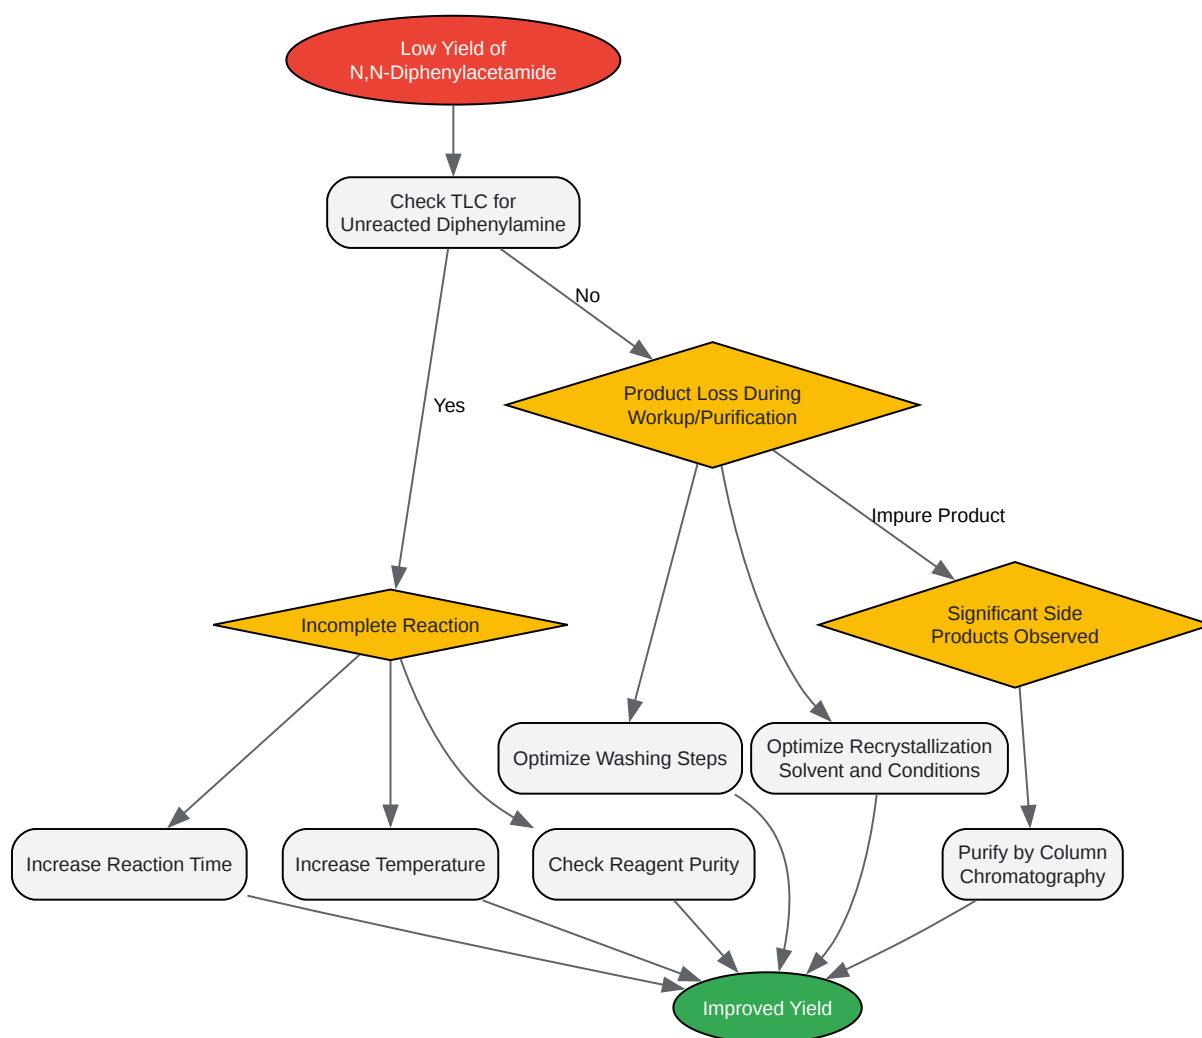 Low Yield of
N,N-Diphenylacetamide
Check TLC for
Unreacted Diphenylamine
No
Product Loss During
Workup/Purification
Yes
Impure Product
Incomplete Reaction
Significant Side
Products Observed
Optimize Washing Steps
Optimize Recrystallization
Solvent and Conditions
Increase Reaction Time
Increase Temperature
Check Reagent Purity
Purify by Column
Chromatography
Improved Yield